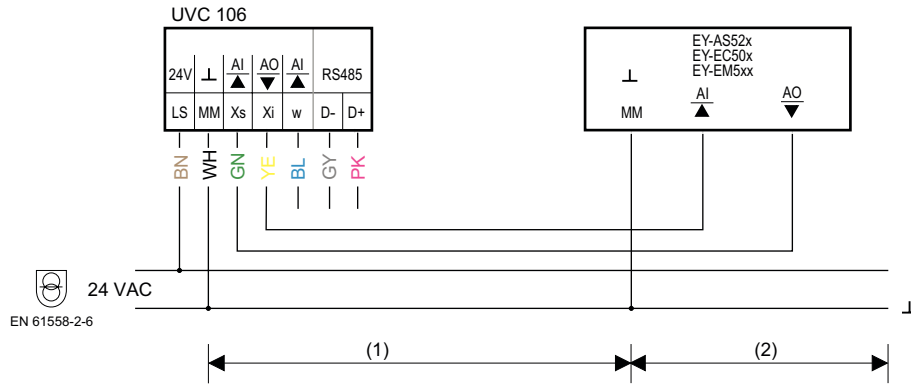 UVC 106
24V ⊥ AI AO AI RS485
LS MM Xs Xi w D- D+
BN WH GN YE BL GY PK
EY-AS52x
EY-EC50x
EY-EM5xx
⊥ AI AO
MM
24 VAC
EN 61558-2-6
⊥
(1) (2)